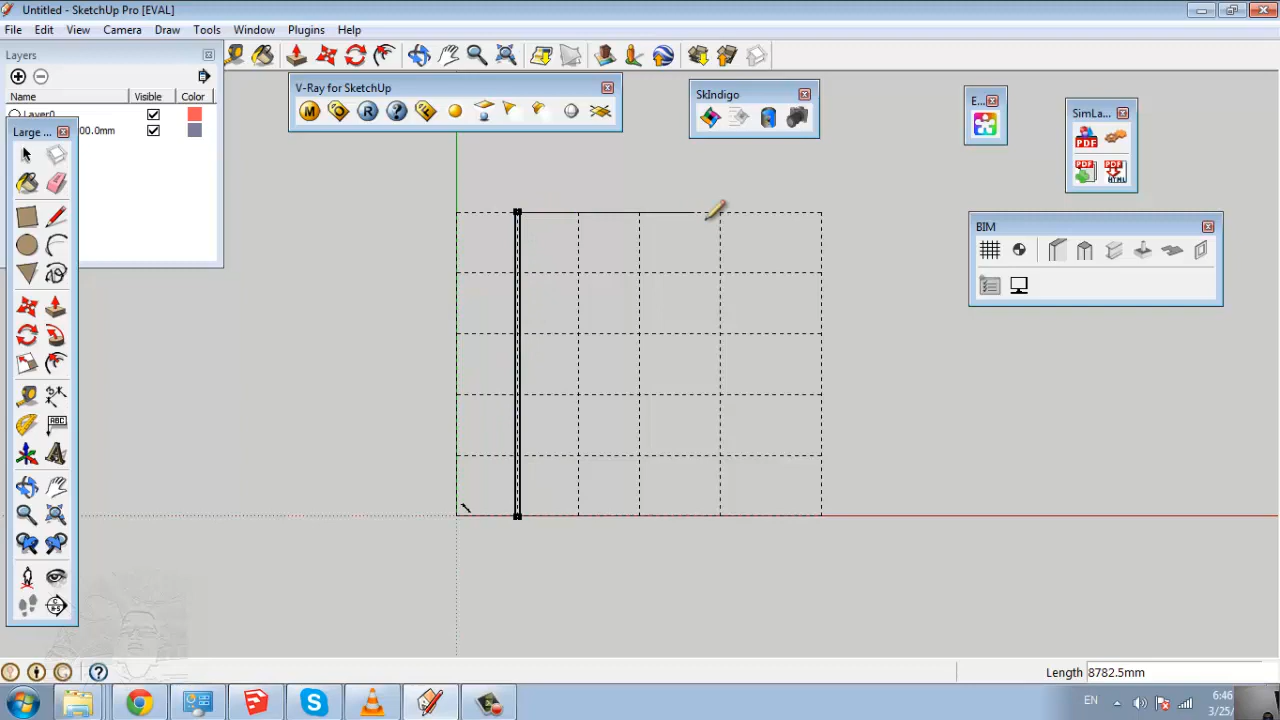 Untitled - SketchUp Pro [EVAL]
File Edit View Camera Draw Tools Window Plugins Help
Layers
Name Visible Color
Layer0
00.0mm
Large ...
V-Ray for SketchUp
M
R
SkIndigo
E...
SimLa...
PDF
PDF
PDF
HTML
BIM
ABC
Length 8782.5mm
EN
6:46
3/25/